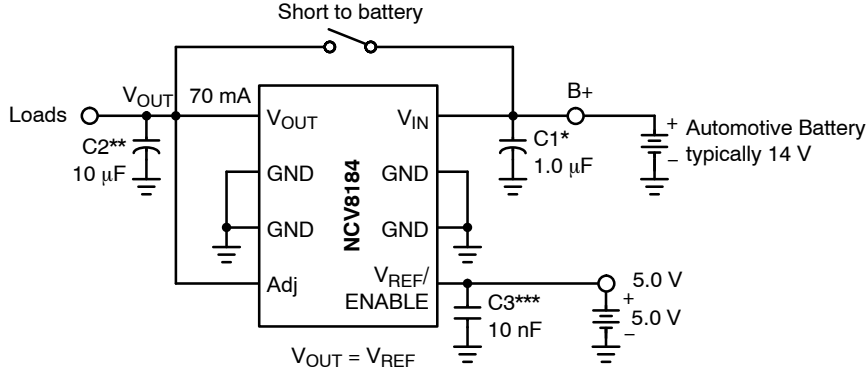 Short to battery
Loads
V_OUT
70 mA
B+
V_OUT
V_IN
C2**
10 μF
C1*
1.0 μF
+
Automotive Battery
typically 14 V
−
GND
GND
NCV8184
GND
GND
Adj
V_REF/
ENABLE
C3***
10 nF
5.0 V
+
5.0 V
−
V_OUT = V_REF